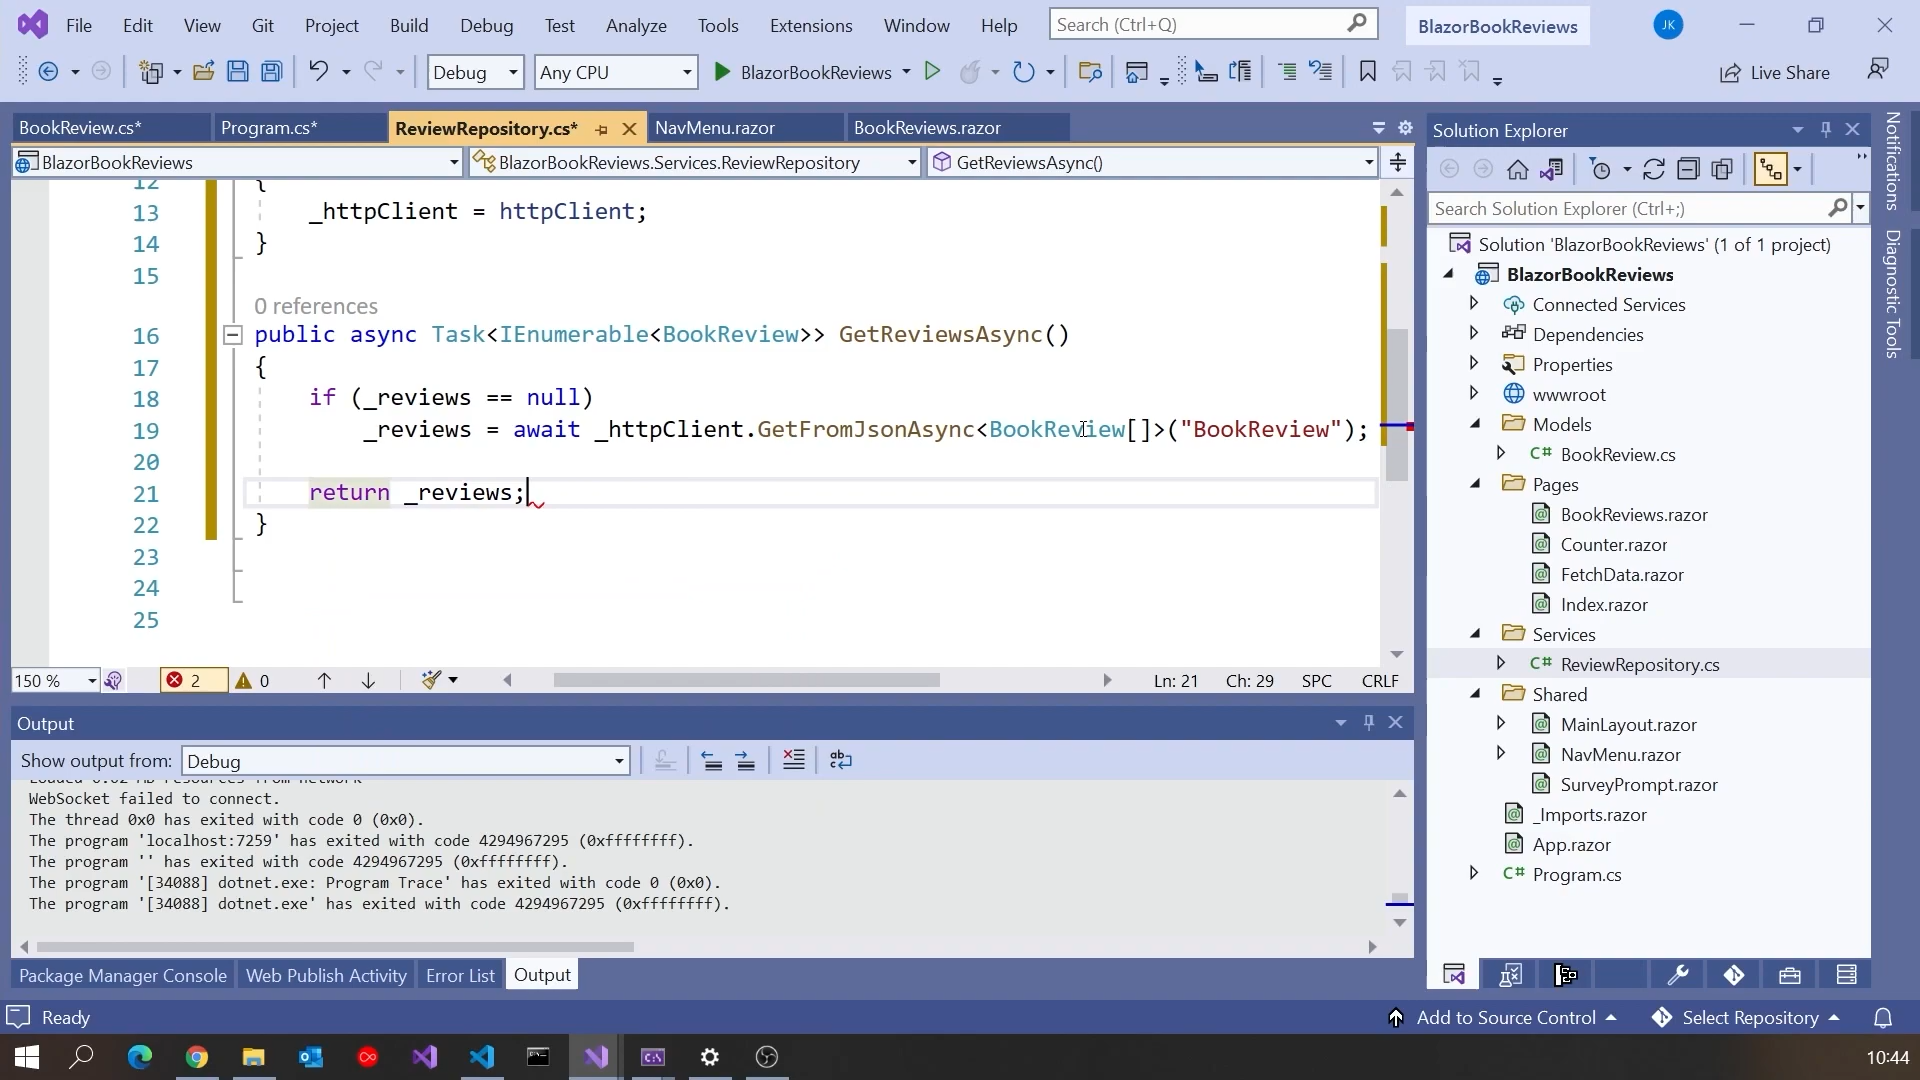 File Edit View Git Project Build Debug Test Analyze Tools Extensions Window Help Search (Ctrl+Q) BlazorBookReviews JK
Debug Any CPU BlazorBookReviews Live Share
BookReview.cs* Program.cs* ReviewRepository.cs* NavMenu.razor BookReviews.razor
BlazorBookReviews BlazorBookReviews.Services.ReviewRepository GetReviewsAsync()
12 {
13 _httpClient = httpClient;
14 }
15
0 references
16 public async Task<IEnumerable<BookReview>> GetReviewsAsync()
17 {
18 if (_reviews == null)
19 _reviews = await _httpClient.GetFromJsonAsync<BookReview[]>("BookReview");
20
21 return _reviews;
22 }
23
24
25
150 % 2 0 Ln: 21 Ch: 29 SPC CRLF
Output
Show output from: Debug
Loaded 6.62 MB resources from network
WebSocket failed to connect.
The thread 0x0 has exited with code 0 (0x0).
The program 'localhost:7259' has exited with code 4294967295 (0xffffffff).
The program '' has exited with code 4294967295 (0xffffffff).
The program '[34088] dotnet.exe: Program Trace' has exited with code 0 (0x0).
The program '[34088] dotnet.exe' has exited with code 4294967295 (0xffffffff).
Package Manager Console Web Publish Activity Error List Output
Solution Explorer
Search Solution Explorer (Ctrl+;)
Solution 'BlazorBookReviews' (1 of 1 project)
BlazorBookReviews
Connected Services
Dependencies
Properties
wwwroot
Models
C# BookReview.cs
Pages
BookReviews.razor
Counter.razor
FetchData.razor
Index.razor
Services
C# ReviewRepository.cs
Shared
MainLayout.razor
NavMenu.razor
SurveyPrompt.razor
_Imports.razor
App.razor
C# Program.cs
Notifications
Diagnostic Tools
Ready Add to Source Control Select Repository
10:44